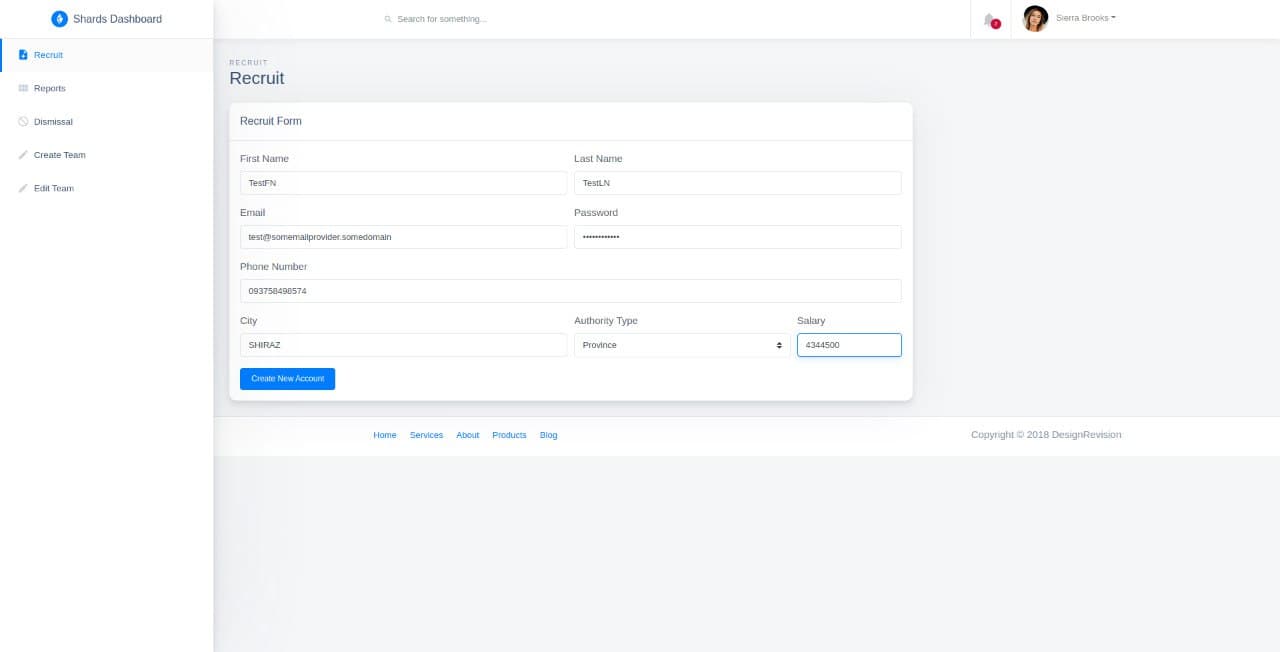 Shards Dashboard
Search for something...
2
Sierra Brooks
Recruit
Reports
Dismissal
Create Team
Edit Team
RECRUIT
Recruit
Recruit Form
First Name Last Name
TestFN TestLN
Email Password
test@somemailprovider.somedomain ••••••••••••
Phone Number
093758498574
City Authority Type Salary
SHIRAZ Province 4344500
Create New Account
Home Services About Products Blog Copyright © 2018 DesignRevision